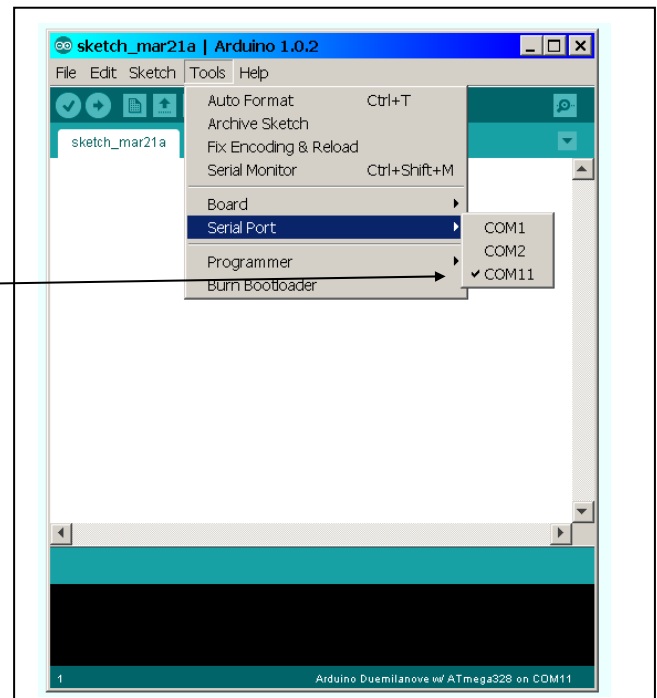 sketch_mar21a | Arduino 1.0.2
File Edit Sketch Tools Help
sketch_mar21a
Auto Format Ctrl+T
Archive Sketch
Fix Encoding & Reload
Serial Monitor Ctrl+Shift+M
Board
Serial Port
Programmer
Burn Bootloader
COM1
COM2
COM11
1 Arduino Duemilanove w/ ATmega328 on COM11